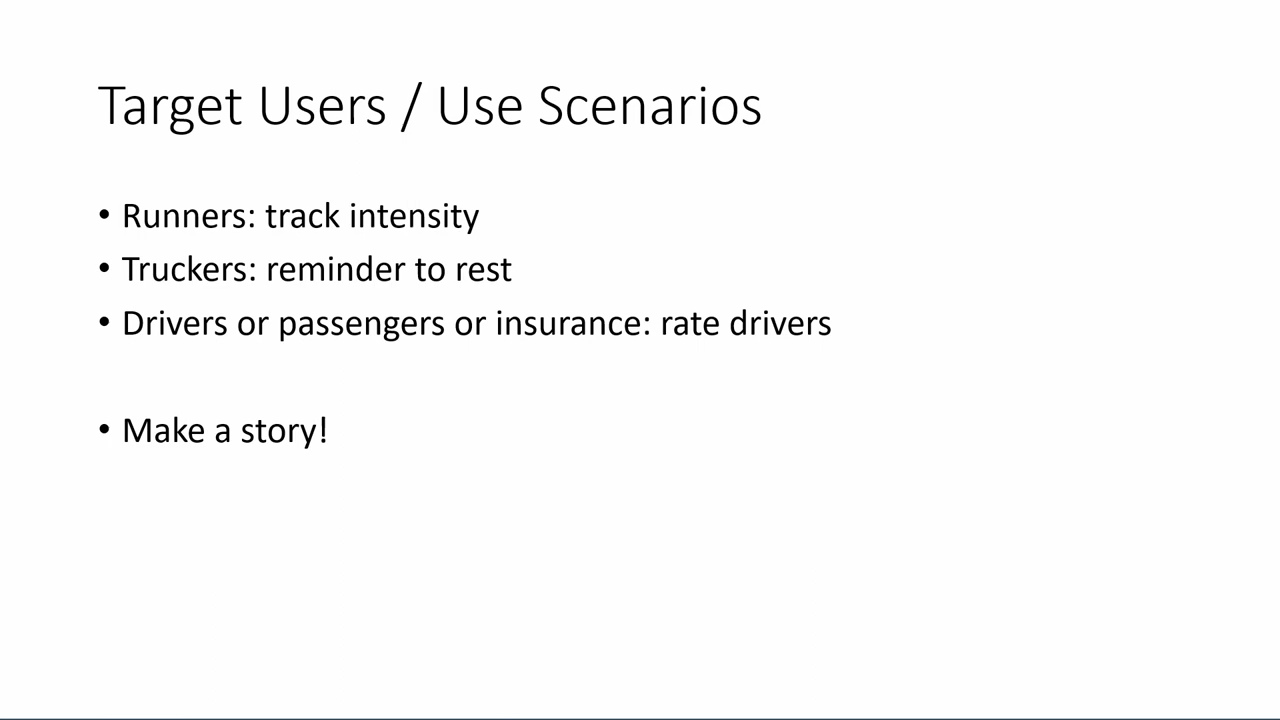 Target Users / Use Scenarios
• Runners: track intensity
• Truckers: reminder to rest
• Drivers or passengers or insurance: rate drivers
• Make a story!